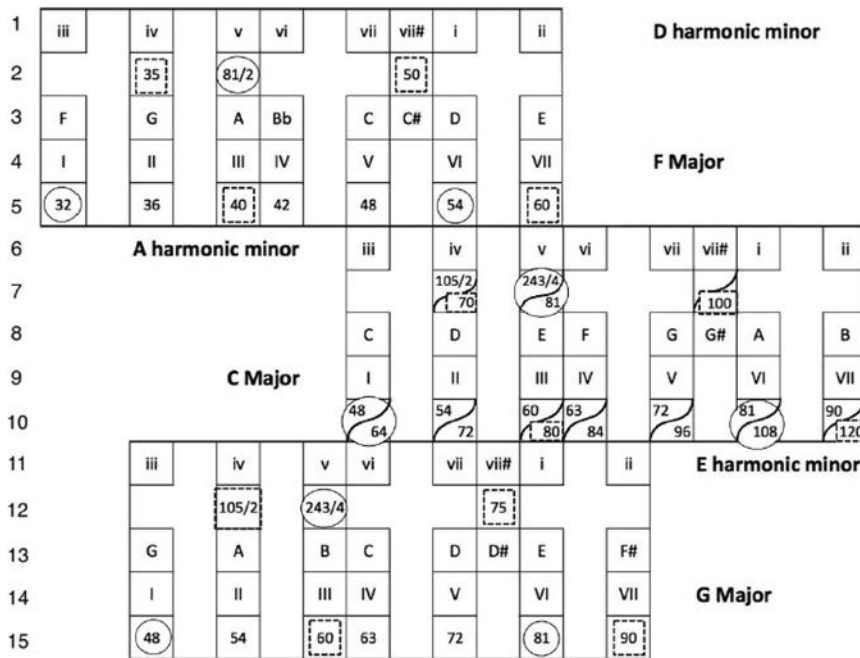 1 iii iv v vi vii vii# i ii D harmonic minor
2 35 81/2 50
3 F G A Bb C C# D E
4 I II III IV V VI VII F Major
5 32 36 40 42 48 54 60
6 A harmonic minor iii iv v vi vii vii# i ii
7 105/2 70 243/4 81 100
8 C D E F G G# A B
9 C Major I II III IV V VI VII
10 48 64 54 72 60 80 63 84 72 96 81 108 90 120
11 iii iv v vi vii vii# i ii E harmonic minor
12 105/2 243/4 75
13 G A B C D D# E F#
14 I II III IV V VI VII G Major
15 48 54 60 63 72 81 90